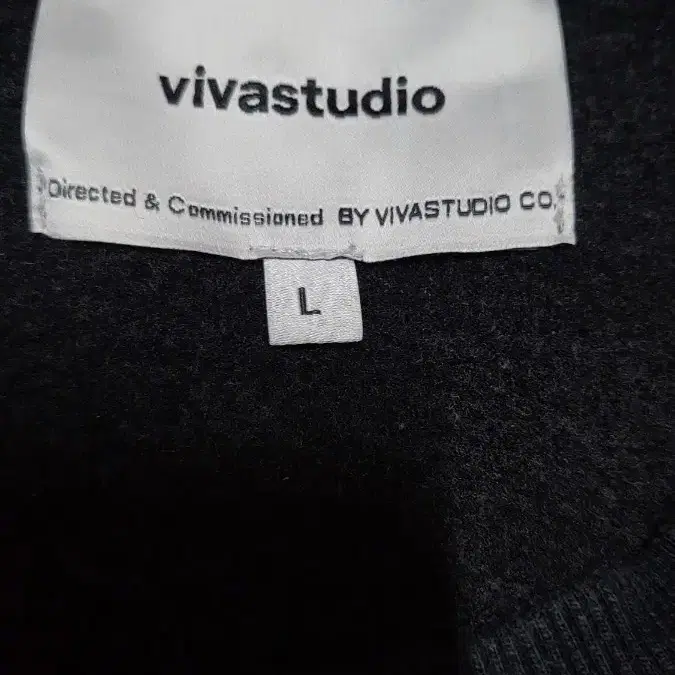 vivastudio
Directed & Commissioned BY VIVASTUDIO CO.
L